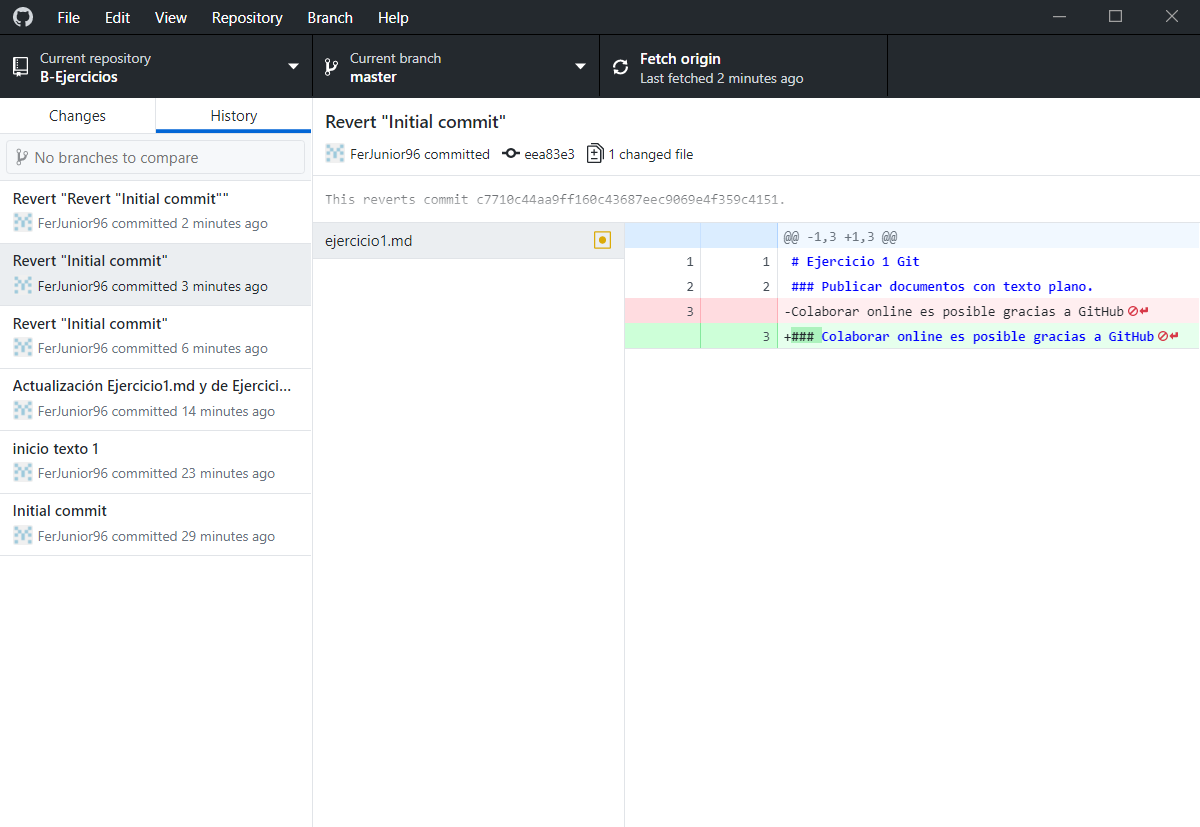 File Edit View Repository Branch Help
Current repository
B-Ejercicios
Current branch
master
Fetch origin
Last fetched 2 minutes ago
Changes
History
No branches to compare
Revert "Revert "Initial commit""
FerJunior96 committed 2 minutes ago
Revert "Initial commit"
FerJunior96 committed 3 minutes ago
Revert "Initial commit"
FerJunior96 committed 6 minutes ago
Actualización Ejercicio1.md y de Ejercici...
FerJunior96 committed 14 minutes ago
inicio texto 1
FerJunior96 committed 23 minutes ago
Initial commit
FerJunior96 committed 29 minutes ago
Revert "Initial commit"
FerJunior96 committed eea83e3 1 changed file
This reverts commit c7710c44aa9ff160c43687eec9069e4f359c4151.
ejercicio1.md
@@ -1,3 +1,3 @@
1 1 # Ejercicio 1 Git
2 2 ### Publicar documentos con texto plano.
3 -Colaborar online es posible gracias a GitHub
3 +### Colaborar online es posible gracias a GitHub